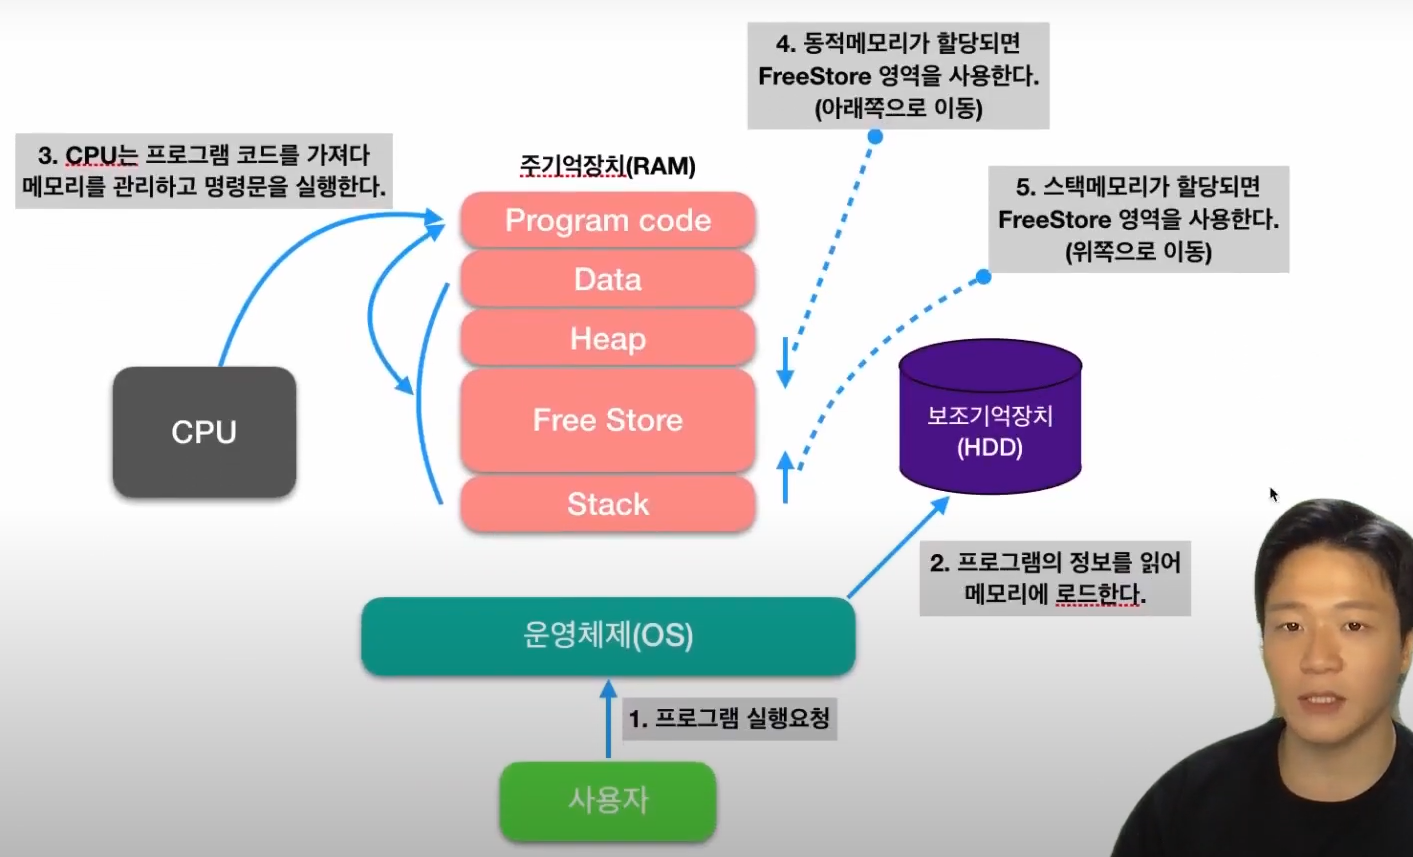 4. 동적메모리가 할당되면
FreeStore 영역을 사용한다.
(아래쪽으로 이동)
3. CPU는 프로그램 코드를 가져다
메모리를 관리하고 명령문을 실행한다.
주기억장치(RAM)
5. 스택메모리가 할당되면
FreeStore 영역을 사용한다.
(위쪽으로 이동)
Program code
Data
Heap
Free Store
Stack
CPU
보조기억장치
(HDD)
2. 프로그램의 정보를 읽어
메모리에 로드한다.
운영체제(OS)
1. 프로그램 실행요청
사용자